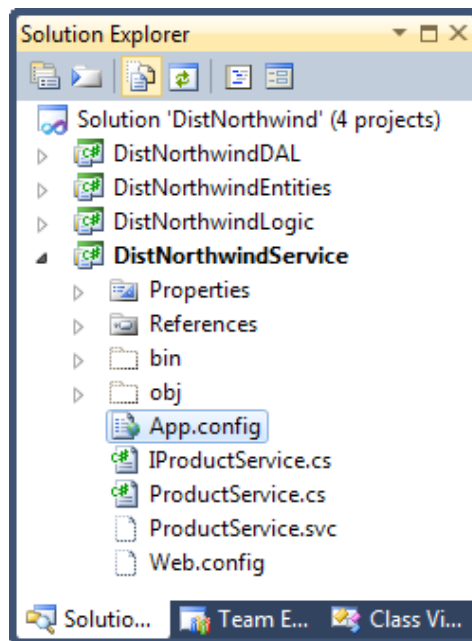 Solution Explorer
Solution 'DistNorthwind' (4 projects)
DistNorthwindDAL
DistNorthwindEntities
DistNorthwindLogic
DistNorthwindService
Properties
References
bin
obj
App.config
IProductService.cs
ProductService.cs
ProductService.svc
Web.config
Solutio... Team E... Class Vi...